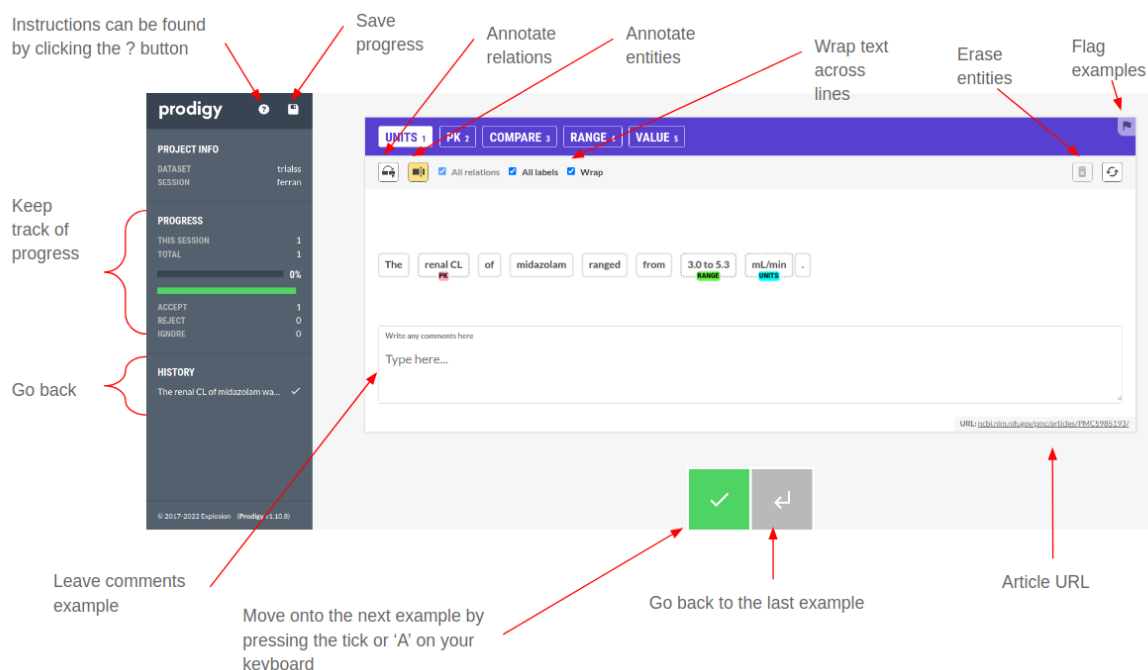 Instructions can be found
by clicking the ? button
Save
progress
Annotate
relations
Annotate
entities
Wrap text
across
lines
Erase
entities
Flag
examples
prodigy
?
PROJECT INFO
DATASET trialss
SESSION ferran
PROGRESS
THIS SESSION 1
TOTAL 1
0%
ACCEPT 1
REJECT 0
IGNORE 0
HISTORY
The renal CL of midazolam wa...
© 2017-2022 Explosion (Prodigy v1.10.8)
Keep
track of
progress
Go back
UNITS 1 PK 2 COMPARE 3 RANGE 4 VALUE 5
All relations All labels Wrap
The renal CL of midazolam ranged from 3.0 to 5.3 mL/min .
PK RANGE UNITS
Write any comments here
Type here...
URL: ncbi.nlm.nih.gov/pmc/articles/PMC5985193/
Leave comments
example
Move onto the next example by
pressing the tick or ‘A’ on your
keyboard
Go back to the last example
Article URL